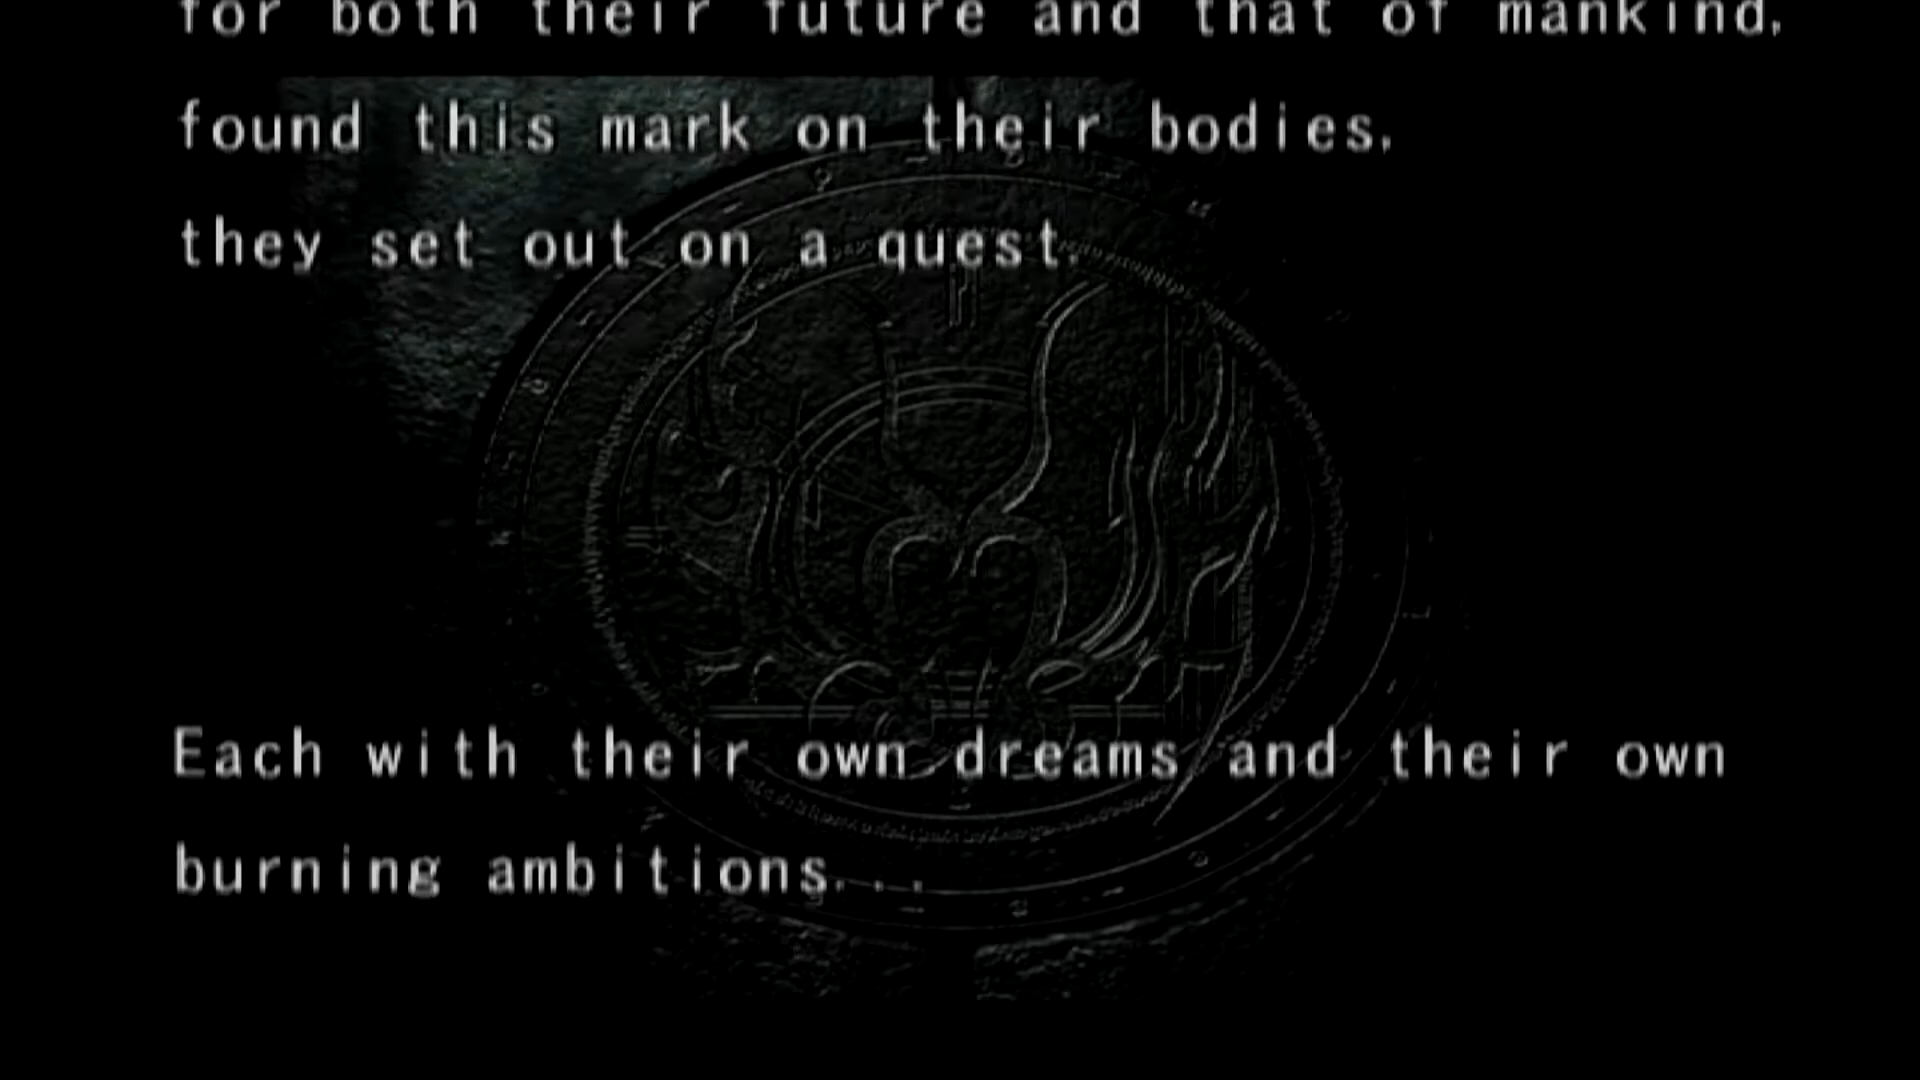 for both their future and that of mankind,
found this mark on their bodies,
they set out on a quest.
Each with their own dreams and their own
burning ambitions...